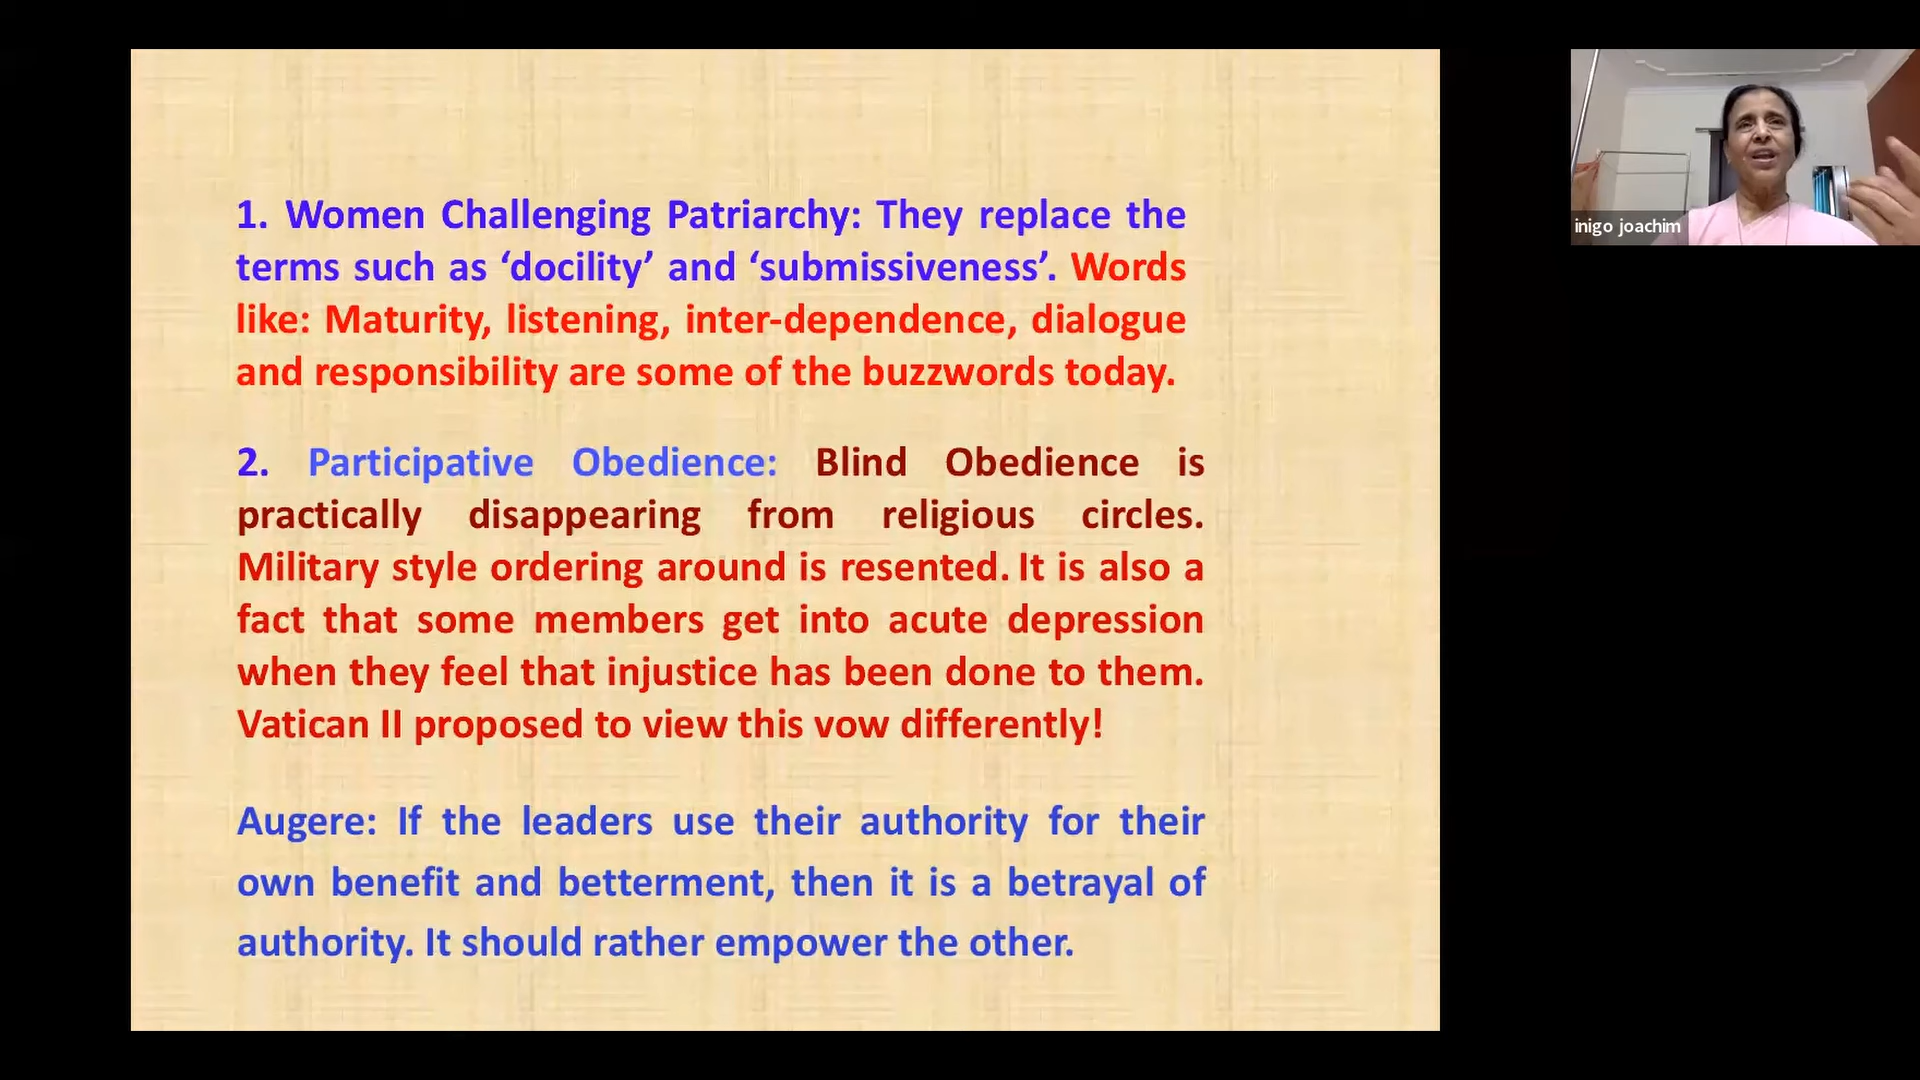 1. Women Challenging Patriarchy: They replace the
terms such as ‘docility’ and ‘submissiveness’. Words
like: Maturity, listening, inter-dependence, dialogue
and responsibility are some of the buzzwords today.
2. Participative Obedience: Blind Obedience is
practically disappearing from religious circles.
Military style ordering around is resented. It is also a
fact that some members get into acute depression
when they feel that injustice has been done to them.
Vatican II proposed to view this vow differently!
Augere: If the leaders use their authority for their
own benefit and betterment, then it is a betrayal of
authority. It should rather empower the other.
inigo joachim